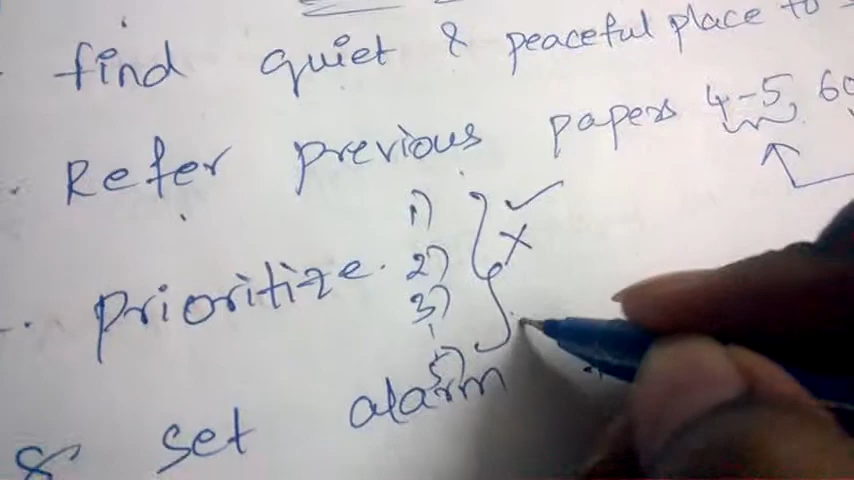 find quiet & peaceful place to
Refer previous papers 4-5, 60
Prioritize. 1)
2)
3)
5)
& set alarm